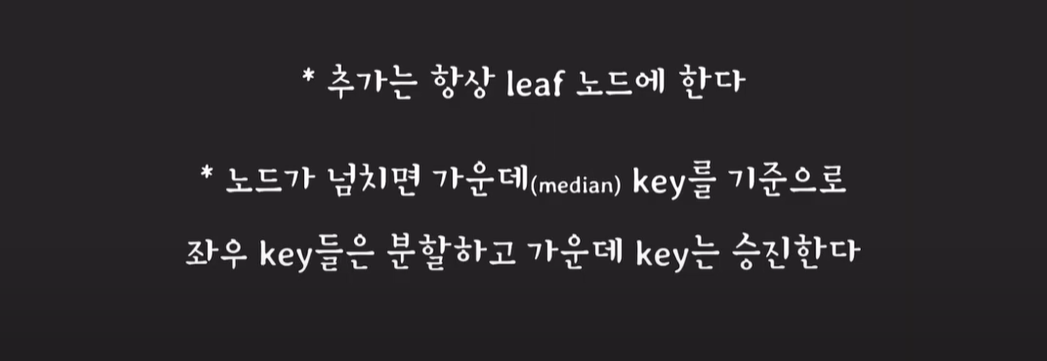 * 추가는 항상 leaf 노드에 한다
* 노드가 넘치면 가운데(median) key를 기준으로
좌우 key들은 분할하고 가운데 key는 승진한다